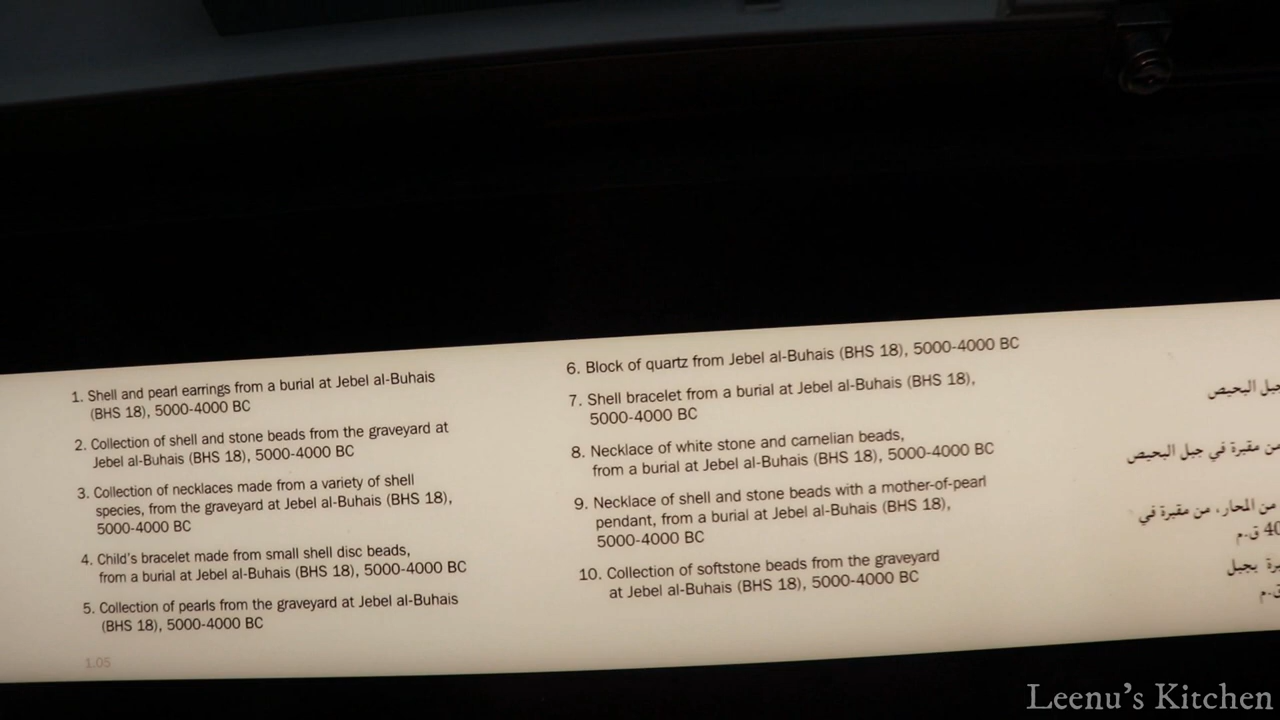 1. Shell and pearl earrings from a burial at Jebel al-Buhais
(BHS 18), 5000-4000 BC
2. Collection of shell and stone beads from the graveyard at
Jebel al-Buhais (BHS 18), 5000-4000 BC
3. Collection of necklaces made from a variety of shell
species, from the graveyard at Jebel al-Buhais (BHS 18),
5000-4000 BC
4. Child's bracelet made from small shell disc beads,
from a burial at Jebel al-Buhais (BHS 18), 5000-4000 BC
5. Collection of pearls from the graveyard at Jebel al-Buhais
(BHS 18), 5000-4000 BC
1.05
6. Block of quartz from Jebel al-Buhais (BHS 18), 5000-4000 BC
7. Shell bracelet from a burial at Jebel al-Buhais (BHS 18),
5000-4000 BC
8. Necklace of white stone and carnelian beads,
from a burial at Jebel al-Buhais (BHS 18), 5000-4000 BC
9. Necklace of shell and stone beads with a mother-of-pearl
pendant, from a burial at Jebel al-Buhais (BHS 18),
5000-4000 BC
10. Collection of softstone beads from the graveyard
at Jebel al-Buhais (BHS 18), 5000-4000 BC
جبل البحيص
من مقبرة في جبل البحيص
من المحار، من مقبرة في
ق.م
بجبل
ق.م
Leenu's Kitchen